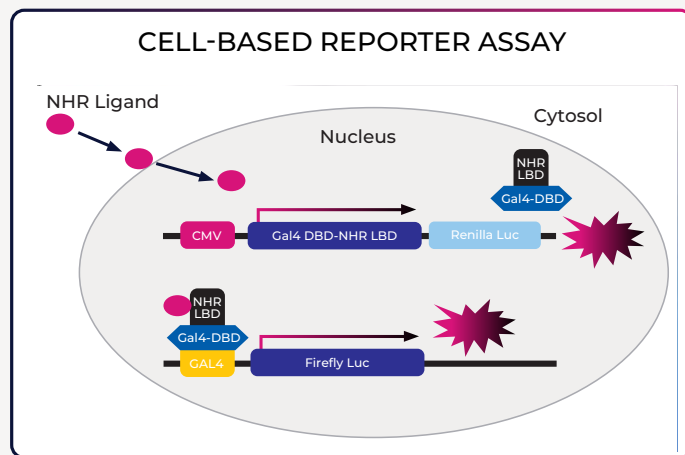 CELL-BASED REPORTER ASSAY
NHR Ligand
Cytosol
Nucleus
NHR
LBD
Gal4-DBD
CMV
Gal4 DBD-NHR LBD
Renilla Luc
NHR
LBD
Gal4-DBD
GAL4
Firefly Luc